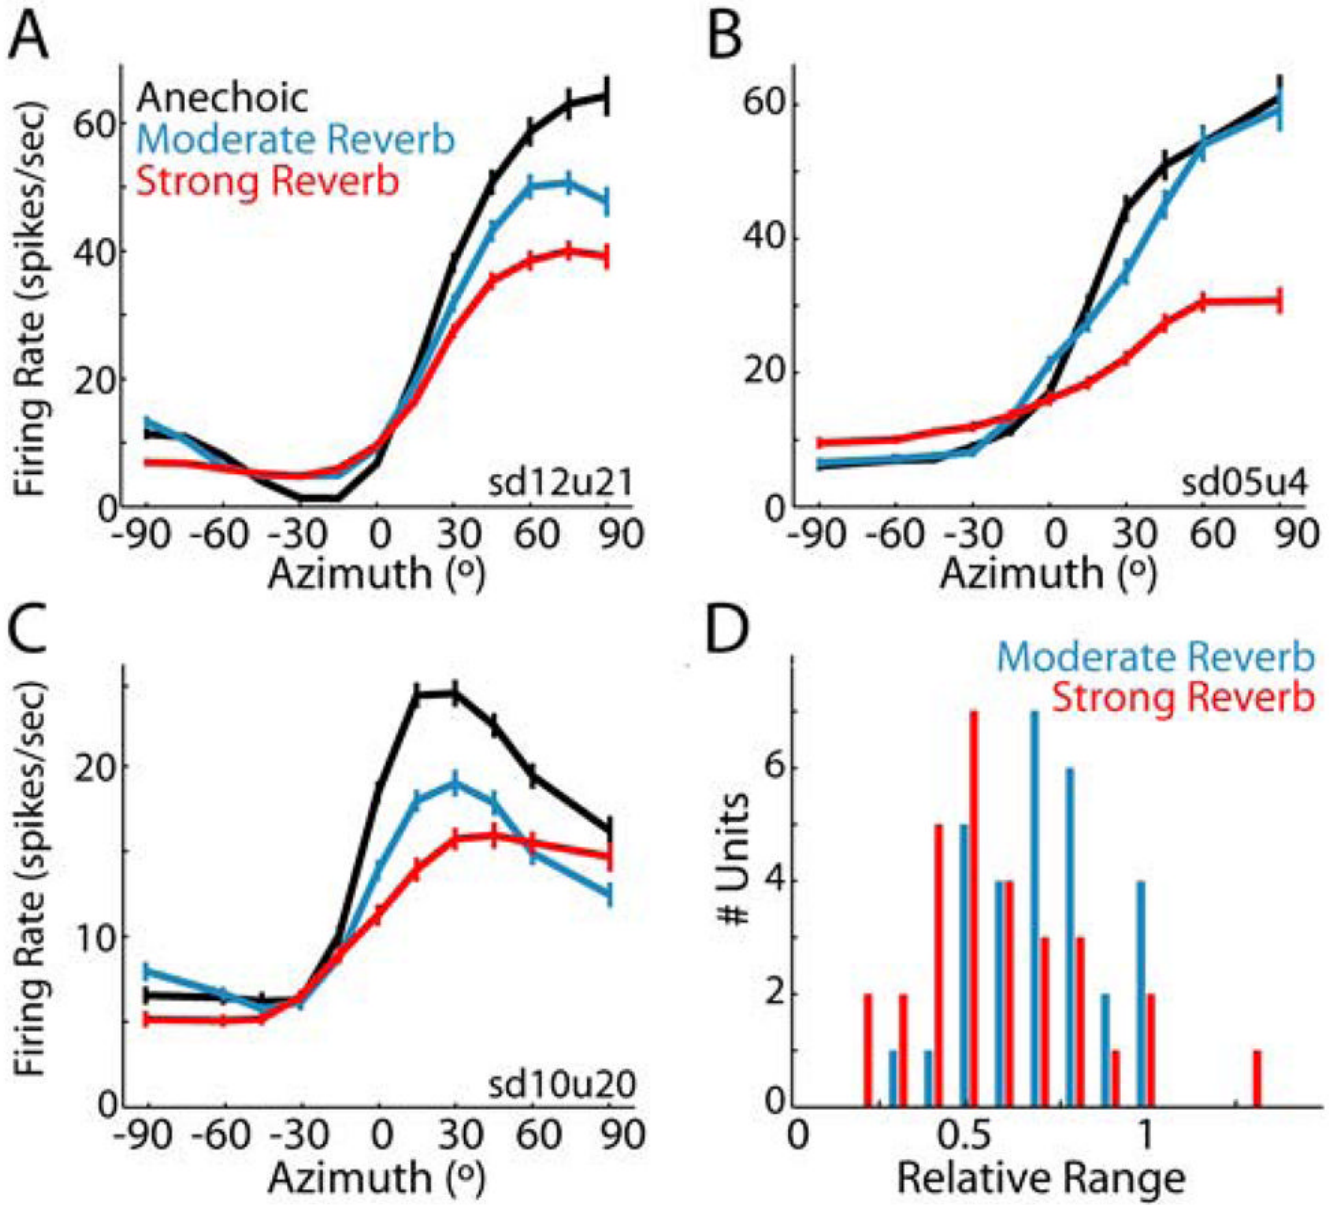 A
Anechoic
Moderate Reverb
Strong Reverb
Firing Rate (spikes/sec)
60
40
20
0
sd12u21
-90 -60 -30 0 30 60 90
Azimuth (º)
B
60
40
20
0
sd05u4
-90 -60 -30 0 30 60 90
Azimuth (º)
C
Firing Rate (spikes/sec)
20
10
0
sd10u20
-90 -60 -30 0 30 60 90
Azimuth (º)
D
Moderate Reverb
Strong Reverb
# Units
6
4
2
0
0 0.5 1
Relative Range